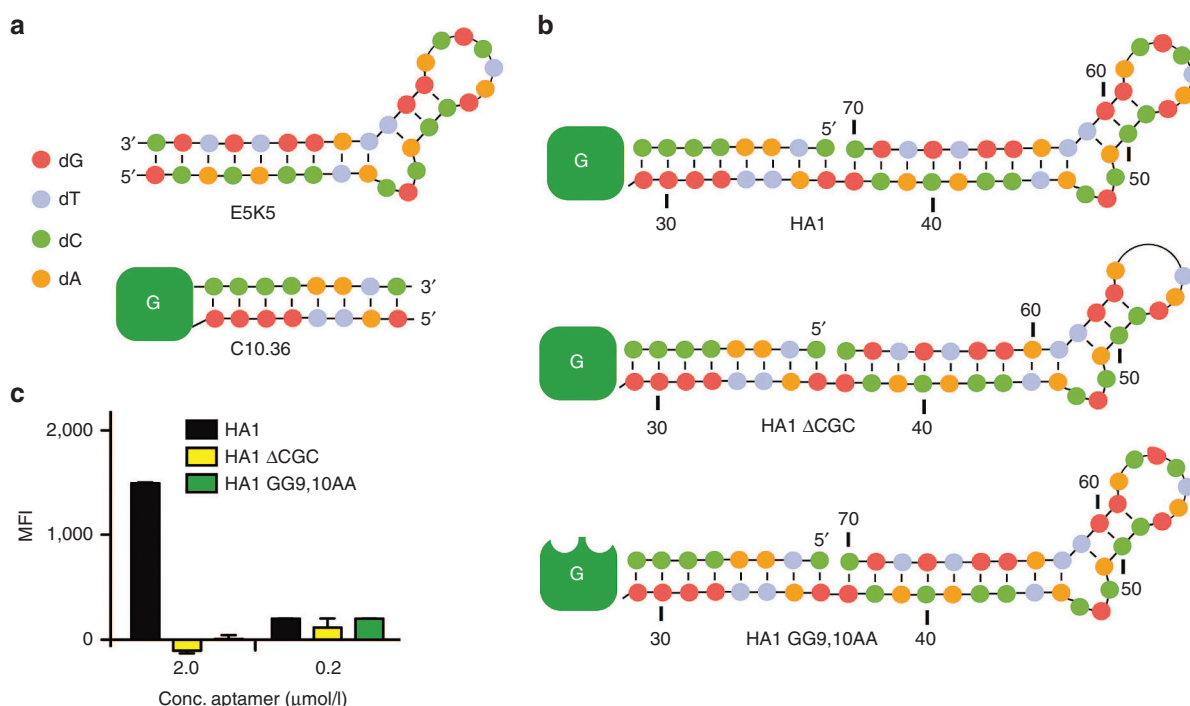 a
3′
5′
E5K5
dG
dT
dC
dA
G
3′
5′
C10.36
b
G
5′
70
60
50
30
HA1
40
G
5′
60
50
30
HA1 ΔCGC
40
G
5′
70
60
50
30
HA1 GG9,10AA
40
c
HA1
HA1 ΔCGC
HA1 GG9,10AA
MFI
2,000
1,000
0
2.0
0.2
Conc. aptamer (μmol/l)